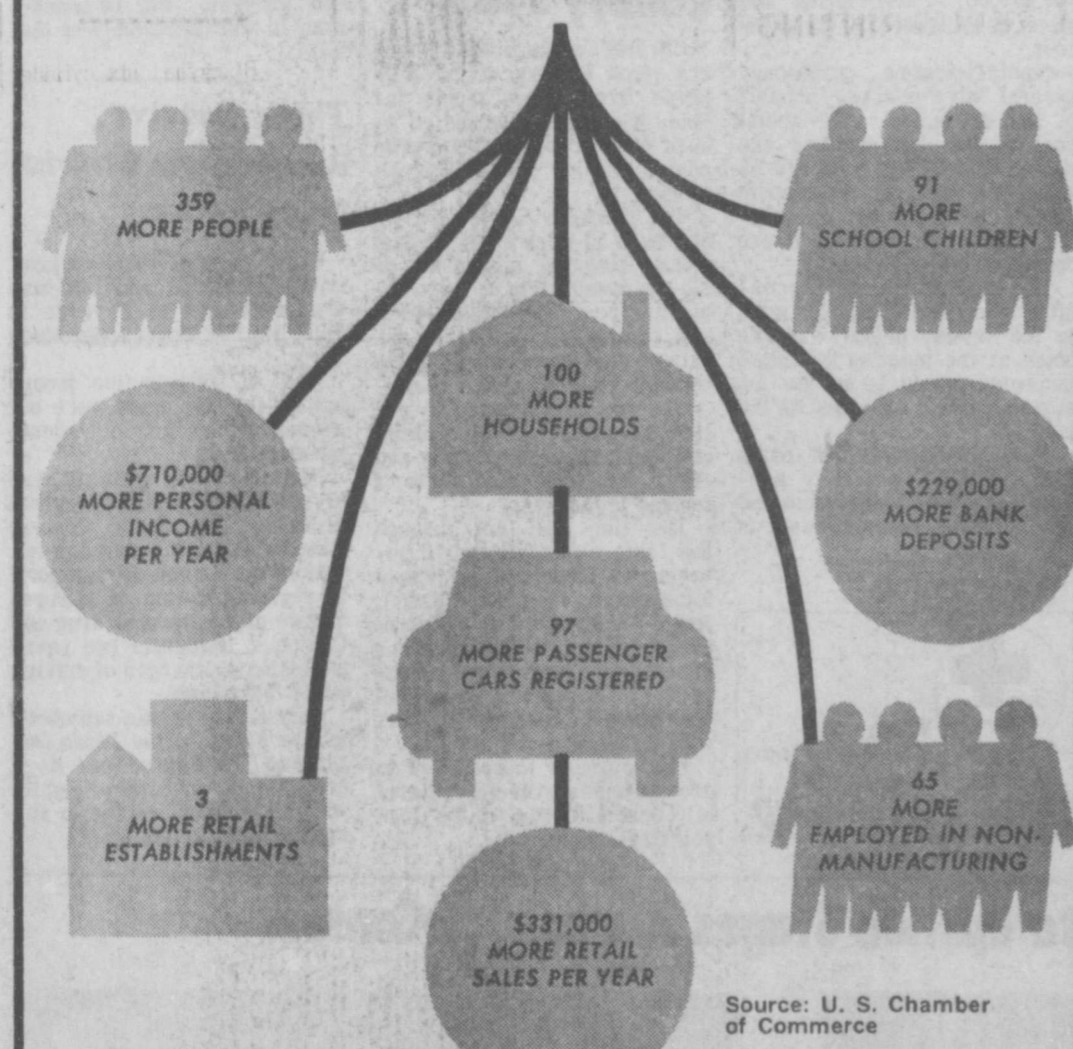 359
MORE PEOPLE
91
MORE
SCHOOL CHILDREN
100
MORE
HOUSEHOLDS
$710,000
MORE PERSONAL
INCOME
PER YEAR
$229,000
MORE BANK
DEPOSITS
97
MORE PASSENGER
CARS REGISTERED
3
MORE RETAIL
ESTABLISHMENTS
65
MORE
EMPLOYED IN NON-
MANUFACTURING
$331,000
MORE RETAIL
SALES PER YEAR
Source: U. S. Chamber
of Commerce